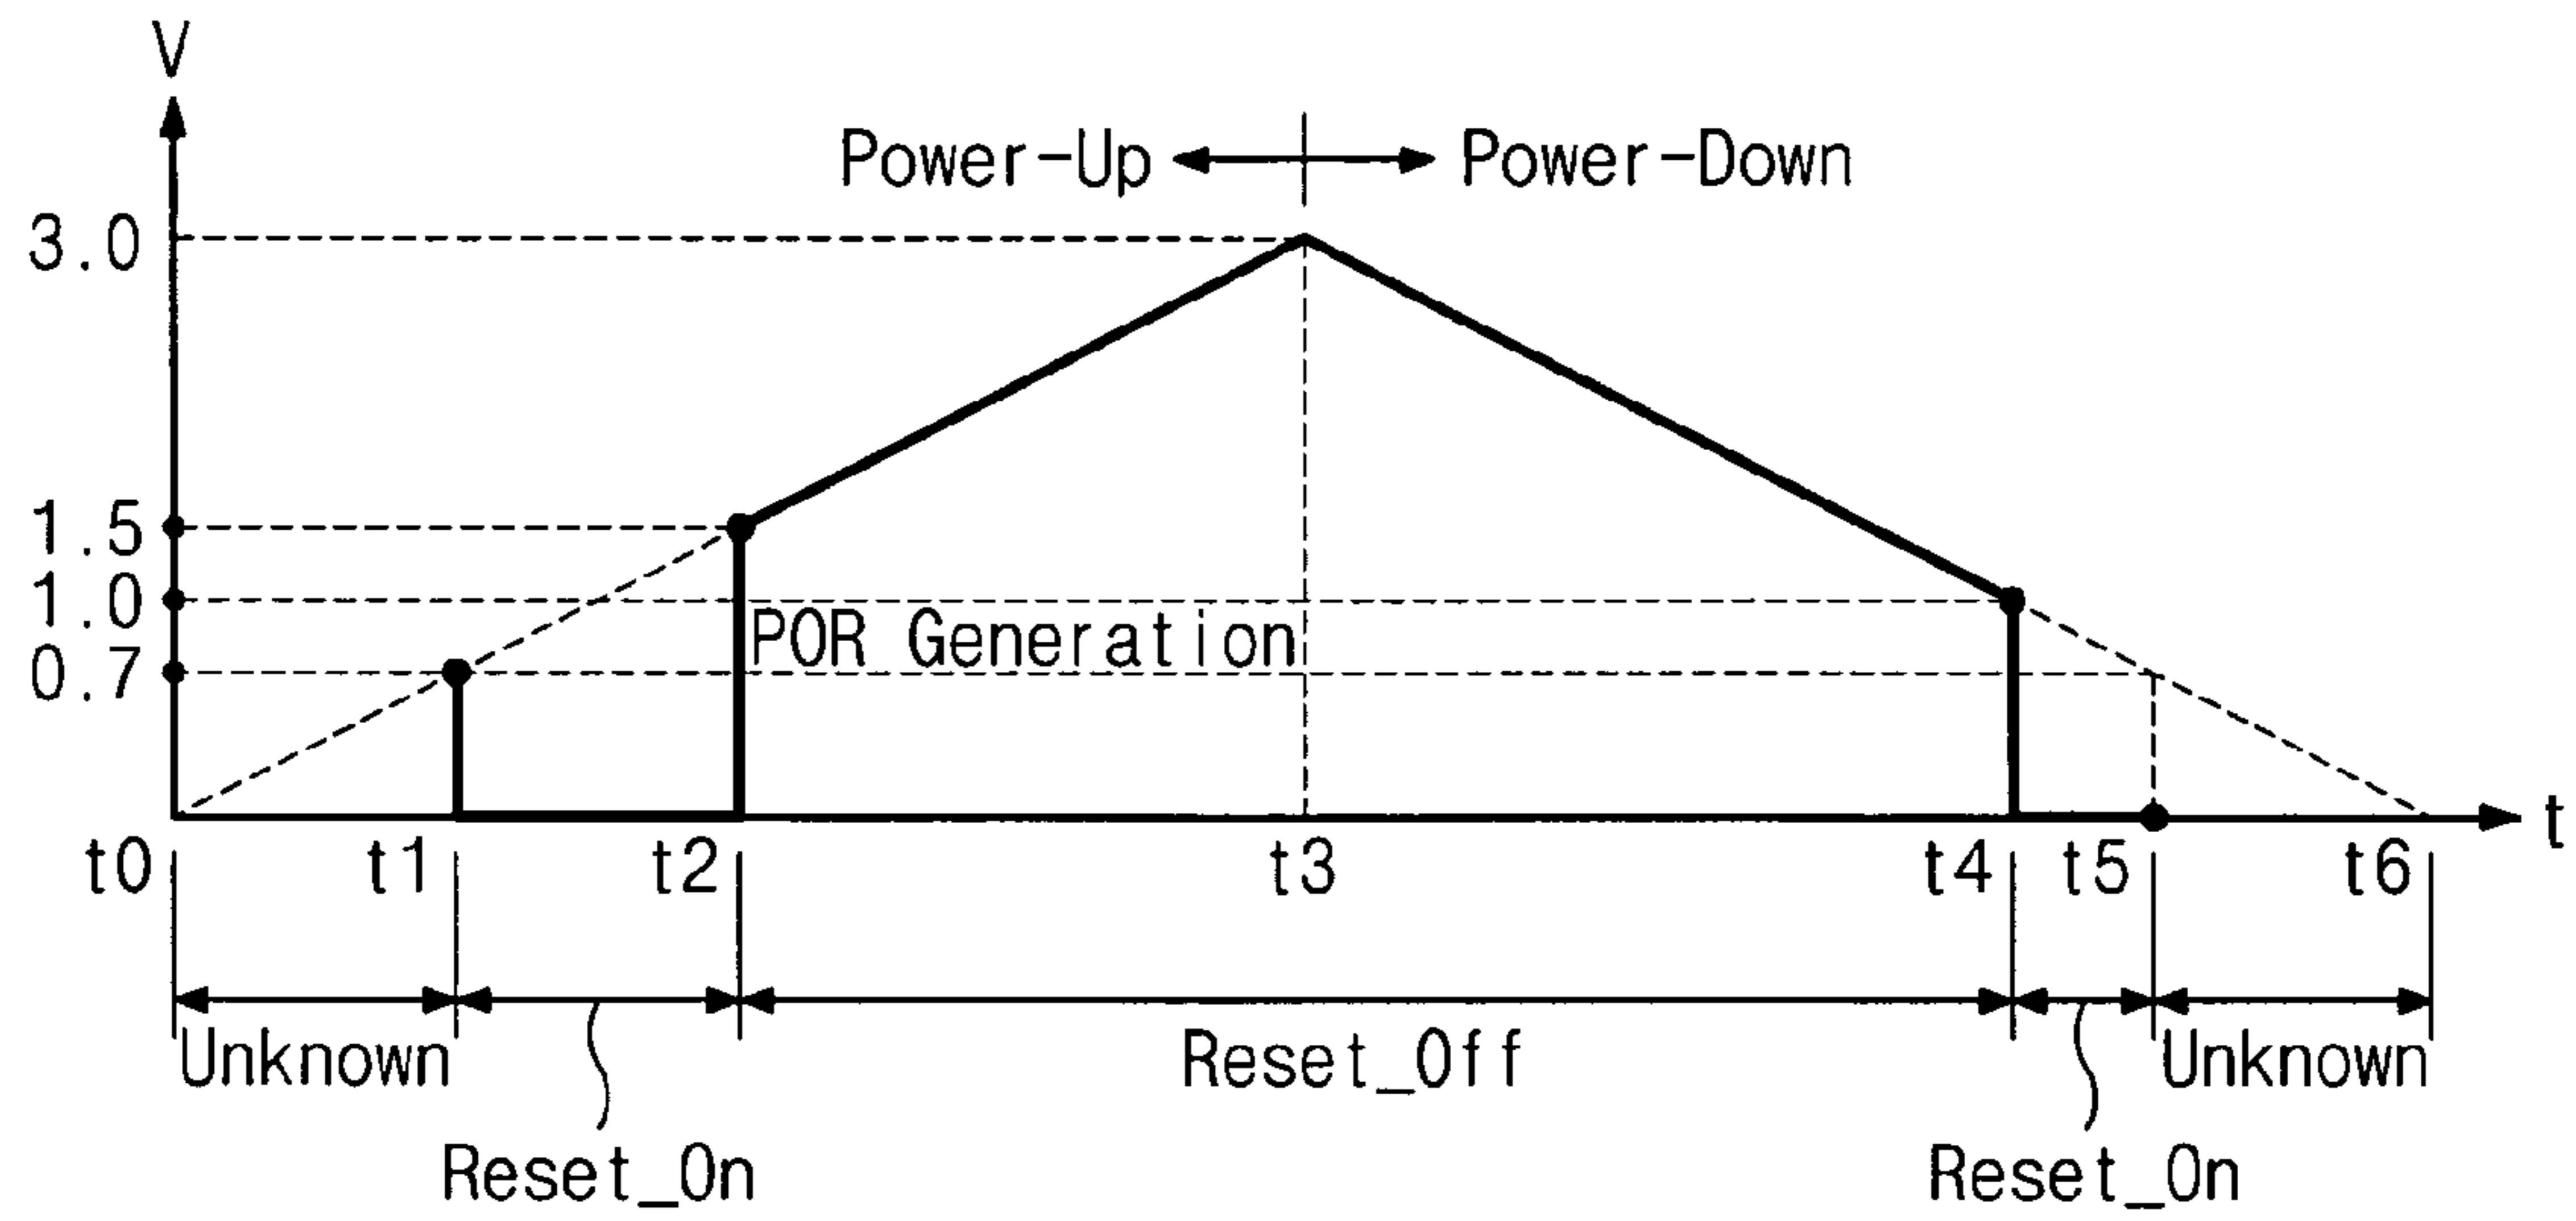 V
Power-Up
Power-Down
3.0
1.5
1.0
0.7
POR Generation
t
t0
t1
t2
t3
t4
t5
t6
Unknown
Reset_Off
Unknown
Reset_On
Reset_On